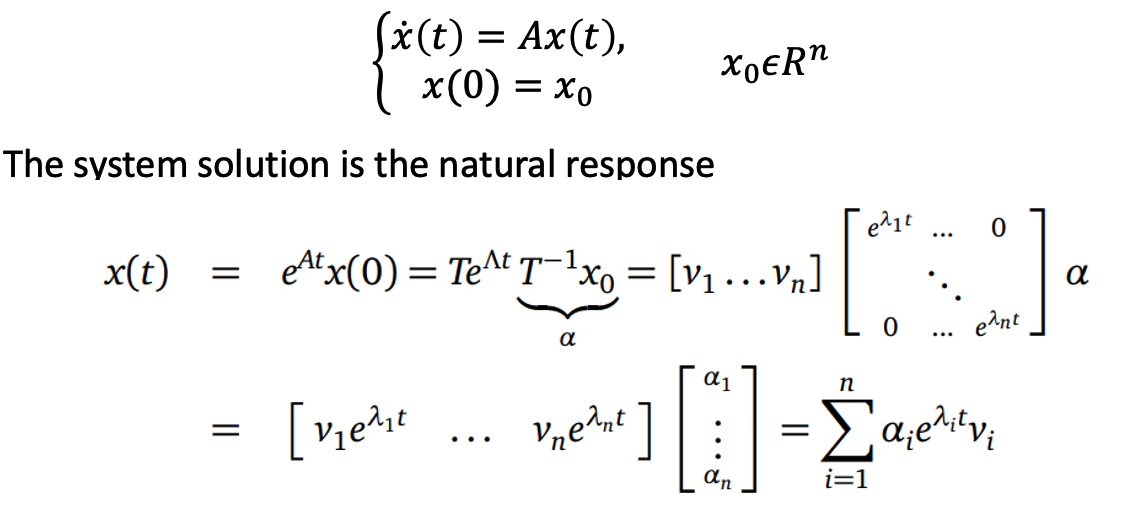 {ẋ(t) = Ax(t),
x(0) = x₀        x₀ϵRⁿ
The system solution is the natural response
x(t) = e^{At}x(0) = Te^{Λt} T⁻¹x₀ = [v₁ … vₙ] [ e^{λ₁t} … 0 ⋱ 0 … e^{λₙt} ] α
α
= [ v₁e^{λ₁t} … vₙe^{λₙt} ] [ α₁ ⋮ αₙ ] = ∑_{i=1}^{n} αᵢe^{λᵢt}vᵢ